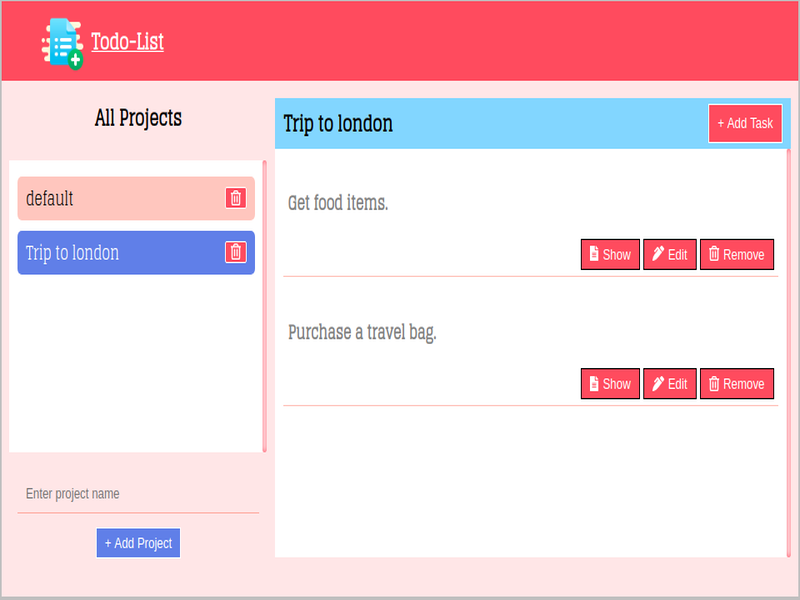 Todo-List
All Projects
default
Trip to london
Enter project name
+ Add Project
Trip to london
+ Add Task
Get food items.
Show Edit Remove
Purchase a travel bag.
Show Edit Remove